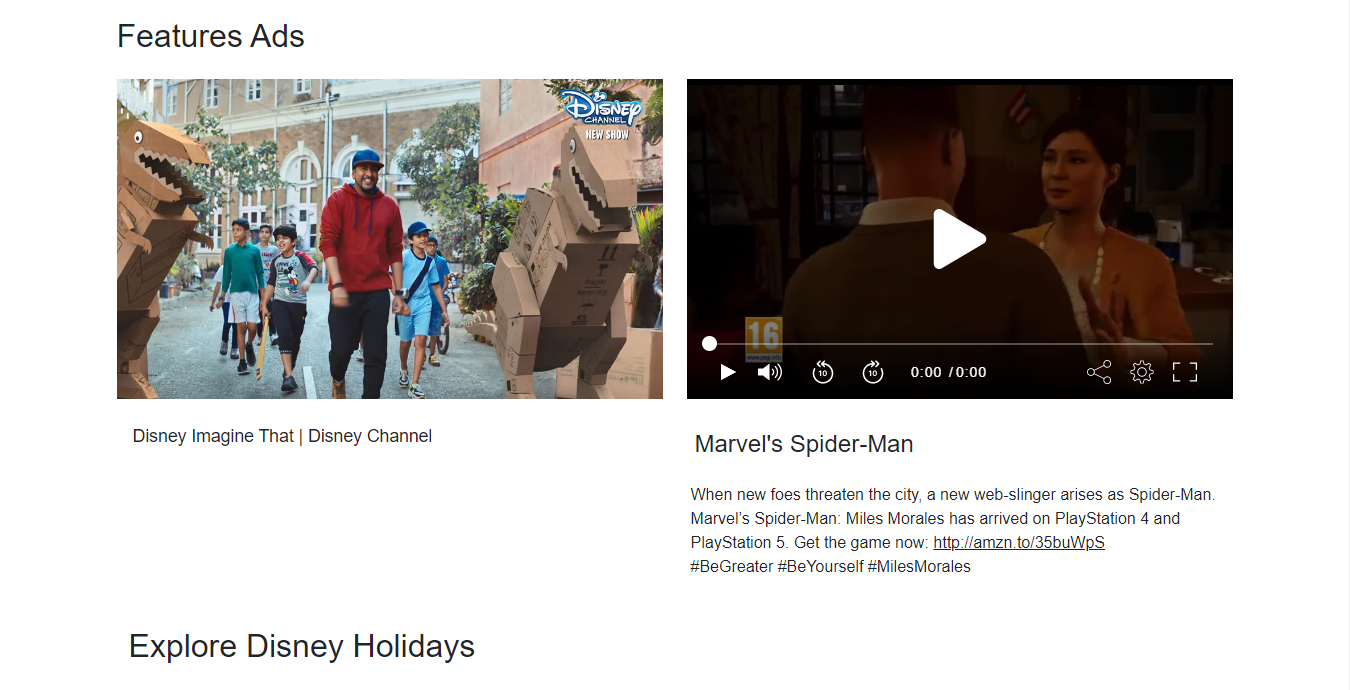 Features Ads
Disney
CHANNEL
NEW SHOW
16
www.pegi.info
10
10
0:00 / 0:00
Disney Imagine That | Disney Channel
Marvel's Spider-Man
When new foes threaten the city, a new web-slinger arises as Spider-Man.
Marvel’s Spider-Man: Miles Morales has arrived on PlayStation 4 and
PlayStation 5. Get the game now: http://amzn.to/35buWpS
#BeGreater #BeYourself #MilesMorales
Explore Disney Holidays